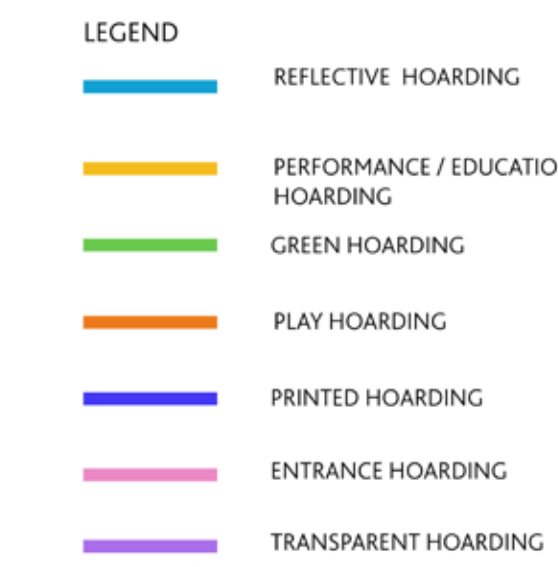 LEGEND
REFLECTIVE HOARDING
PERFORMANCE / EDUCATIO
HOARDING
GREEN HOARDING
PLAY HOARDING
PRINTED HOARDING
ENTRANCE HOARDING
TRANSPARENT HOARDING